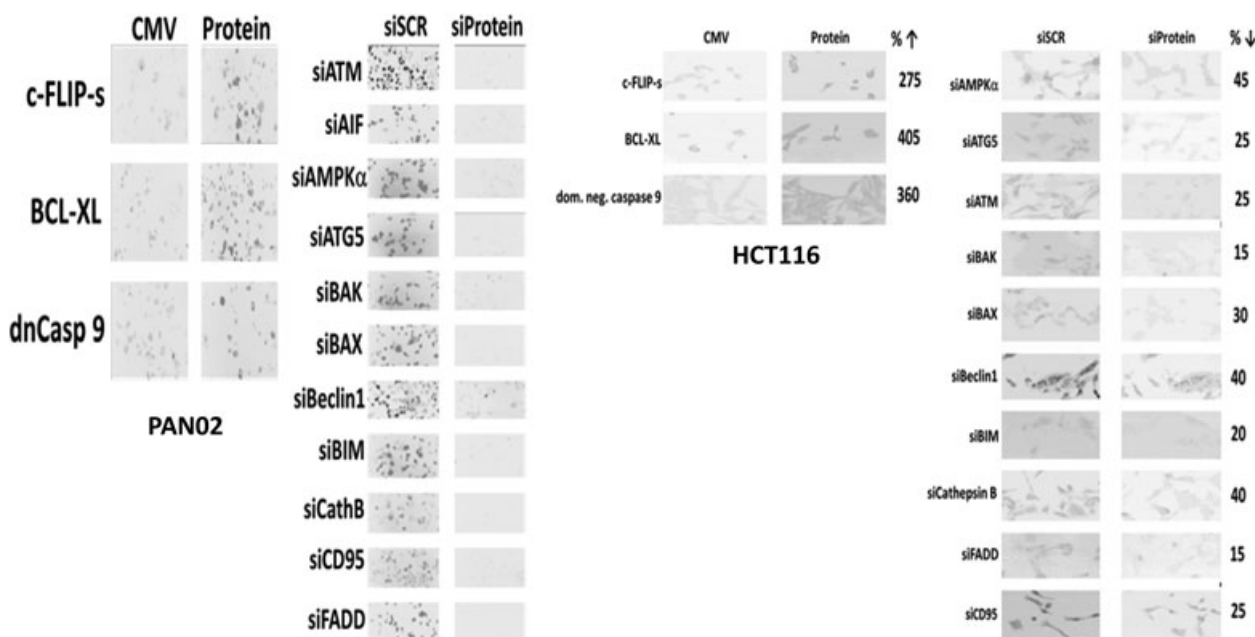 CMV Protein
c-FLIP-s
BCL-XL
dnCasp 9
PAN02
siSCR siProtein
siATM
siAIF
siAMPKα
siATG5
siBAK
siBAX
siBeclin1
siBIM
siCathB
siCD95
siFADD
CMV Protein % ↑
c-FLIP-s 275
BCL-XL 405
dom. neg. caspase 9 360
HCT116
siSCR siProtein % ↓
siAMPKα 45
siATG5 25
siATM 25
siBAK 15
siBAX 30
siBeclin1 40
siBIM 20
siCathepsin B 40
siFADD 15
siCD95 25